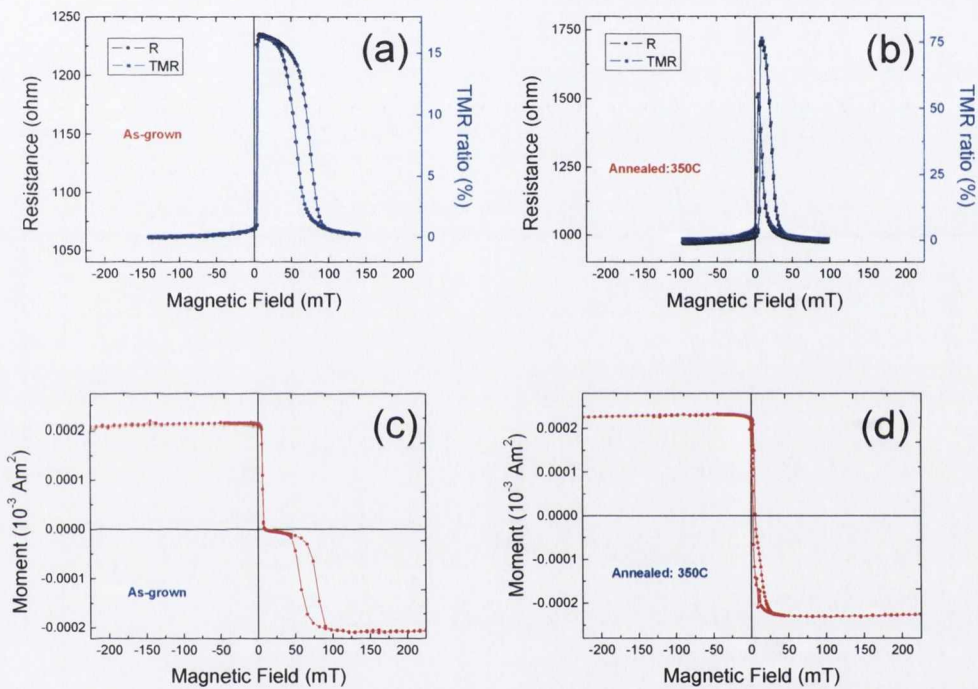 (a)
R
TMR
As-grown
Resistance (ohm)
1250
1200
1150
1100
1050
TMR ratio (%)
15
10
5
0
-200 -150 -100 -50 0 50 100 150 200
Magnetic Field (mT)
(b)
R
TMR
Annealed:350C
Resistance (ohm)
1750
1500
1250
1000
TMR ratio (%)
75
50
25
0
-200 -150 -100 -50 0 50 100 150 200
Magnetic Field (mT)
(c)
As-grown
Moment (10⁻³ Am²)
0.0002
0.0001
0.0000
-0.0001
-0.0002
-200 -150 -100 -50 0 50 100 150 200
Magnetic Field (mT)
(d)
Annealed: 350C
Moment (10⁻³ Am²)
0.0002
0.0001
0.0000
-0.0001
-0.0002
-200 -150 -100 -50 0 50 100 150 200
Magnetic Field (mT)